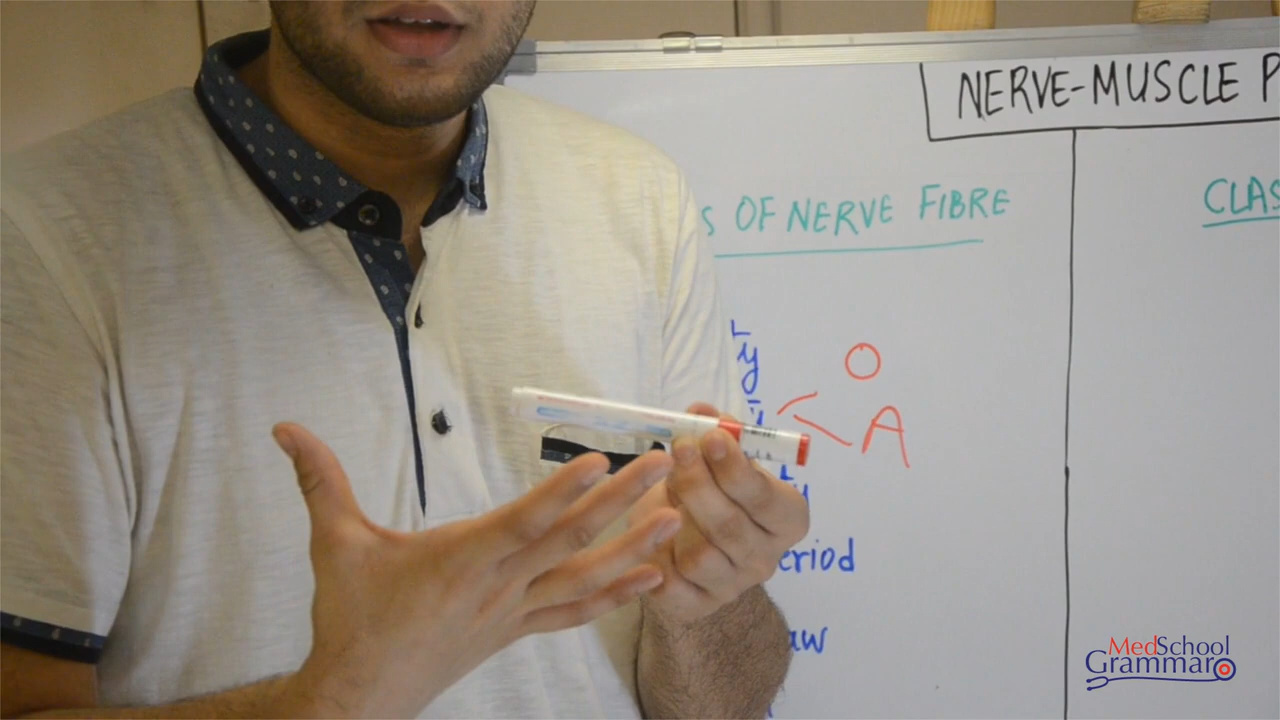 NERVE-MUSCLE P
S OF NERVE FIBRE
CLAS
y
O
A
y
eriod
aw
MedSchool
Grammar